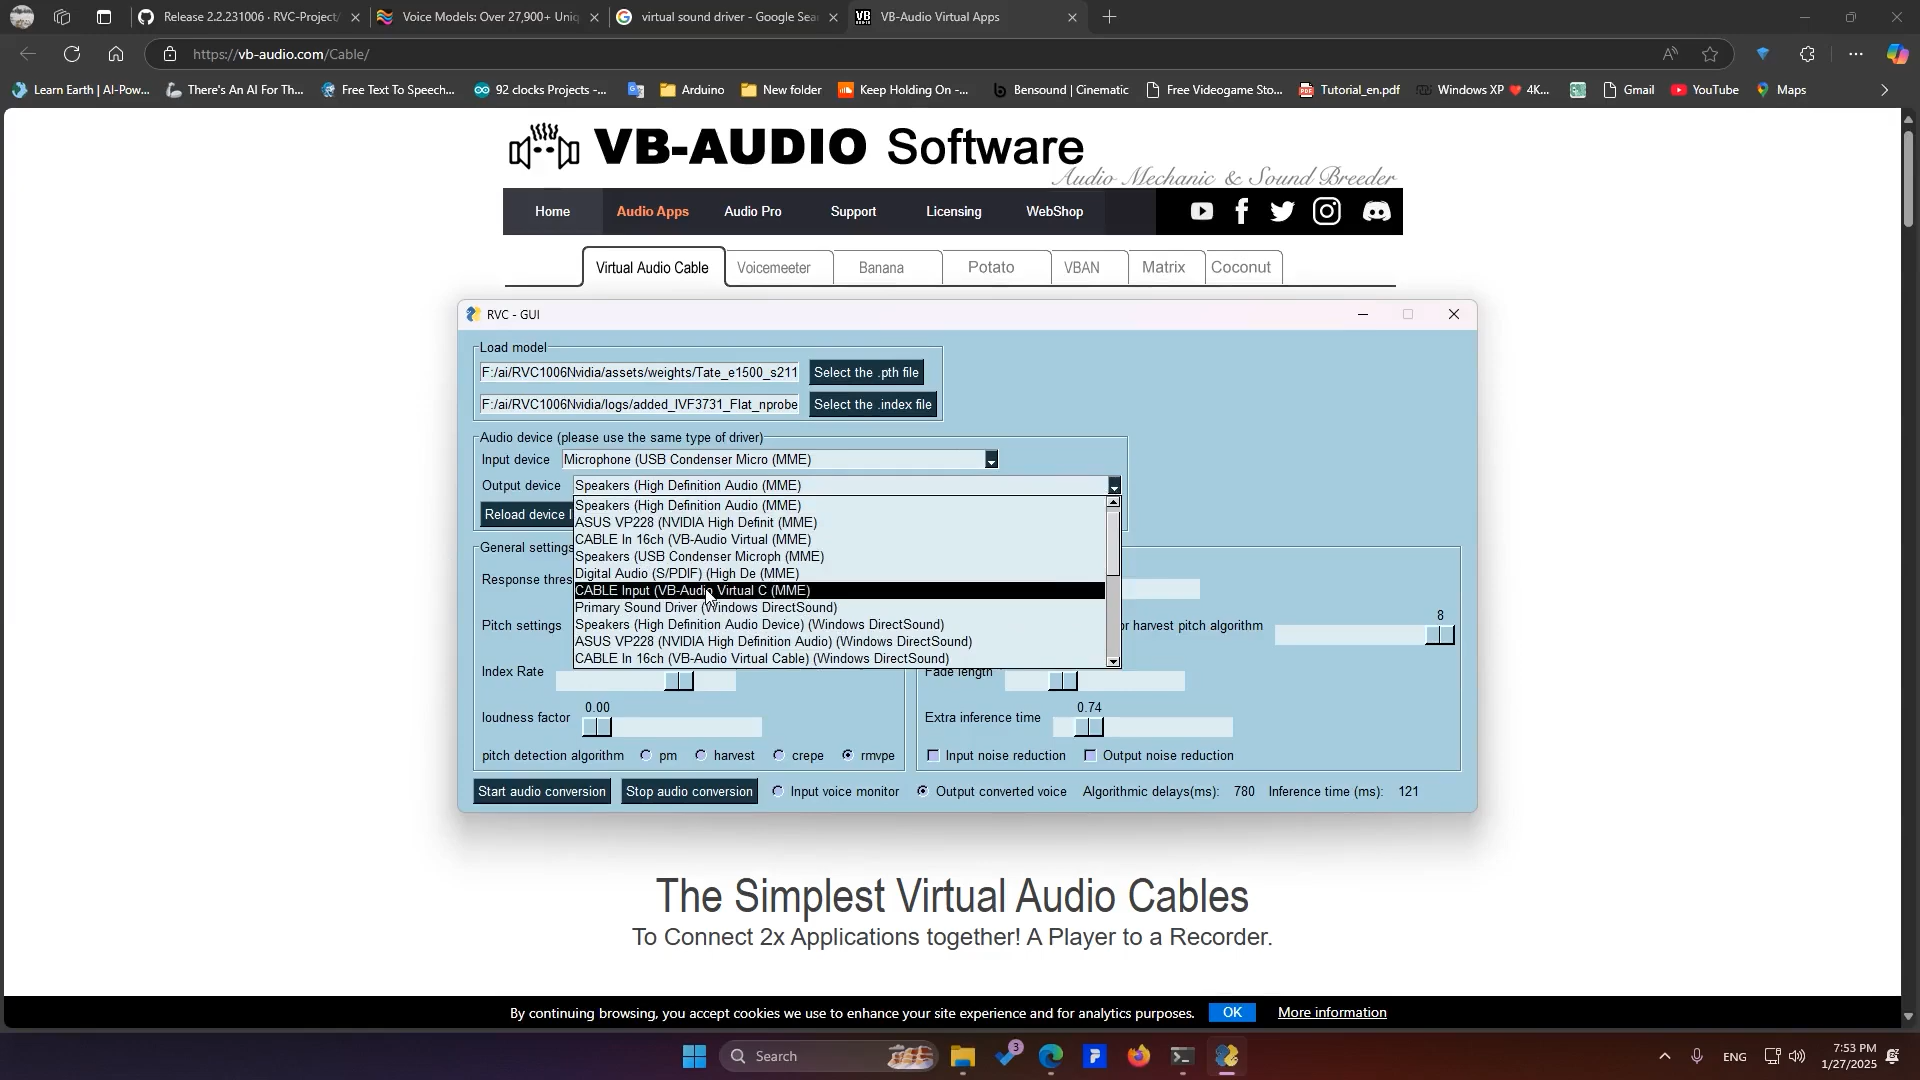 Release 2.2.231006 · RVC-Project/
Voice Models: Over 27,900+ Uniq
virtual sound driver - Google Sea
VB-Audio Virtual Apps
https://vb-audio.com/Cable/
Learn Earth | AI-Pow...
There's An AI For Th...
Free Text To Speech...
92 clocks Projects -...
Arduino
New folder
Keep Holding On -...
Bensound | Cinematic
Free Videogame Sto...
Tutorial_en.pdf
Windows XP ❤ 4K...
Gmail
YouTube
Maps
VB-AUDIO Software
Audio Mechanic & Sound Breeder
Home
Audio Apps
Audio Pro
Support
Licensing
WebShop
Virtual Audio Cable
Voicemeeter
Banana
Potato
VBAN
Matrix
Coconut
RVC - GUI
Load model
F:/ai/RVC1006Nvidia/assets/weights/Tate_e1500_s211
Select the .pth file
F:/ai/RVC1006Nvidia/logs/added_IVF3731_Flat_nprobe
Select the .index file
Audio device (please use the same type of driver)
Input device
Microphone (USB Condenser Micro (MME)
Output device
Speakers (High Definition Audio (MME)
Reload device l
Speakers (High Definition Audio (MME)
ASUS VP228 (NVIDIA High Definit (MME)
CABLE In 16ch (VB-Audio Virtual (MME)
Speakers (USB Condenser Microph (MME)
Digital Audio (S/PDIF) (High De (MME)
CABLE Input (VB-Audio Virtual C (MME)
Primary Sound Driver (Windows DirectSound)
Speakers (High Definition Audio Device) (Windows DirectSound)
ASUS VP228 (NVIDIA High Definition Audio) (Windows DirectSound)
CABLE In 16ch (VB-Audio Virtual Cable) (Windows DirectSound)
General settings
Response thres
Pitch settings
8
or harvest pitch algorithm
Index Rate
Fade length
0.00
loudness factor
0.74
Extra inference time
pitch detection algorithm
pm
harvest
crepe
rmvpe
Input noise reduction
Output noise reduction
Start audio conversion
Stop audio conversion
Input voice monitor
Output converted voice
Algorithmic delays(ms): 780
Inference time (ms): 121
The Simplest Virtual Audio Cables
To Connect 2x Applications together! A Player to a Recorder.
By continuing browsing, you accept cookies we use to enhance your site experience and for analytics purposes.
OK
More information
Search
3
ENG
7:53 PM
1/27/2025